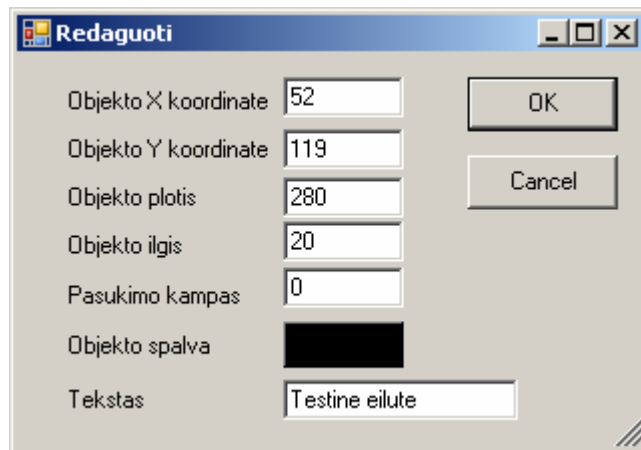 Redaguoti
Objekto X koordinate 52
OK
Objekto Y koordinate 119
Cancel
Objekto plotis 280
Objekto ilgis 20
Pasukimo kampas 0
Objekto spalva
Tekstas Testine eilute